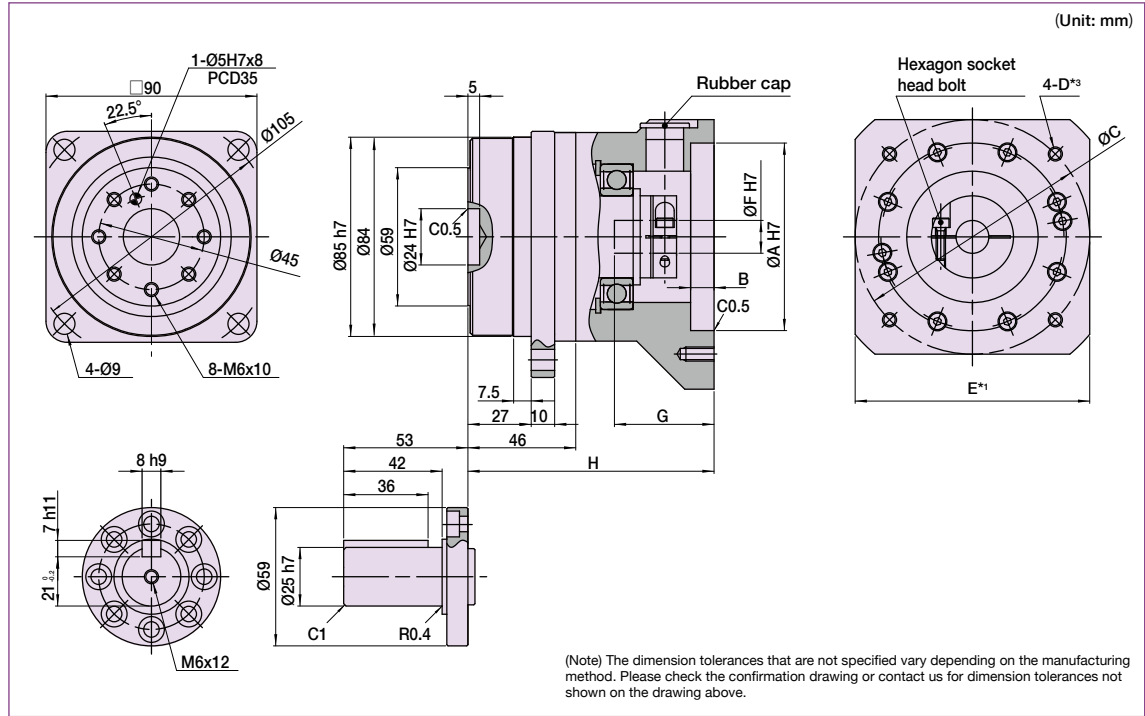 (Unit: mm)
1-Ø5H7x8
PCD35
□90
22.5°
Ø105
Ø45
4-Ø9
8-M6x10
5
Rubber cap
Ø85 h7
Ø84
Ø59
Ø24 H7
C0.5
ØF H7
ØA H7
B
C0.5
7.5
27
10
G
53
46
H
42
36
Hexagon socket
head bolt
4-D*3
ØC
E*1
8 h9
7 h11
21 0 -0.2
M6x12
Ø59
Ø25 h7
C1
R0.4
(Note) The dimension tolerances that are not specified vary depending on the manufacturing
method. Please check the confirmation drawing or contact us for dimension tolerances not
shown on the drawing above.